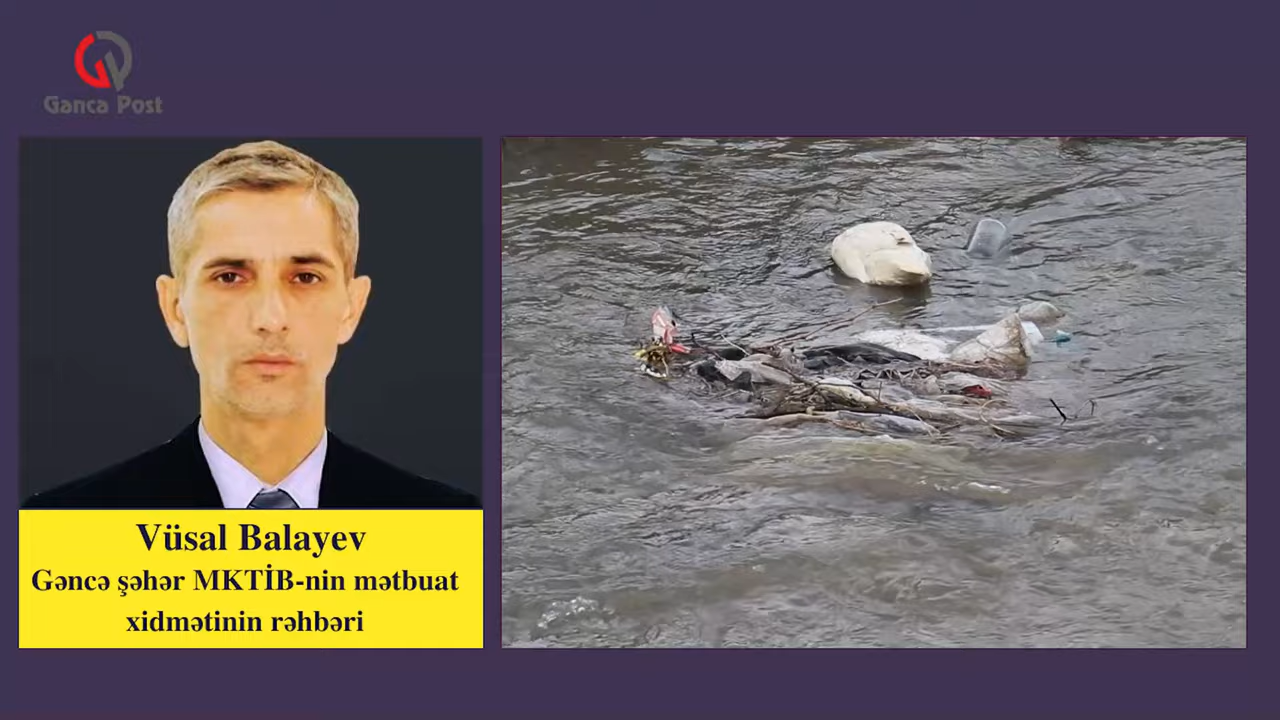 Ganca Post
Vüsal Balayev
Gəncə şəhər MKTİB-nin mətbuat
xidmətinin rəhbəri